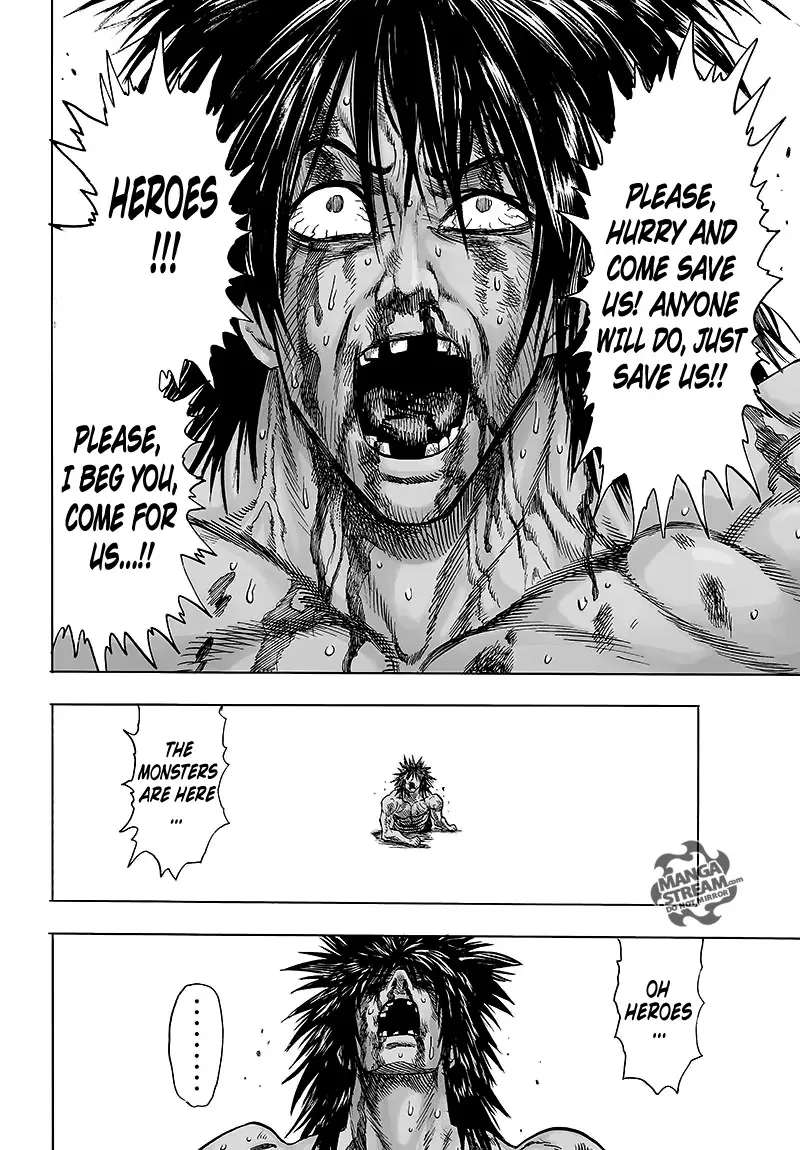 PLEASE,
HURRY AND
COME SAVE
US! ANYONE
WILL DO, JUST
SAVE US!!
HEROES
!!!
PLEASE,
I BEG YOU,
COME FOR
US...!!
THE
MONSTERS
ARE HERE
...
MANGA
STREAM.com
DO NOT MIRROR
OH
HEROES
...
........